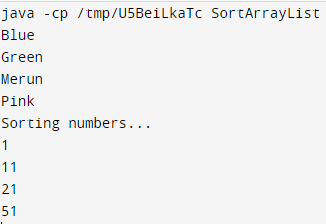 java -cp /tmp/U5BeiLkaTc SortArrayList
Blue
Green
Merun
Pink
Sorting numbers...
1
11
21
51